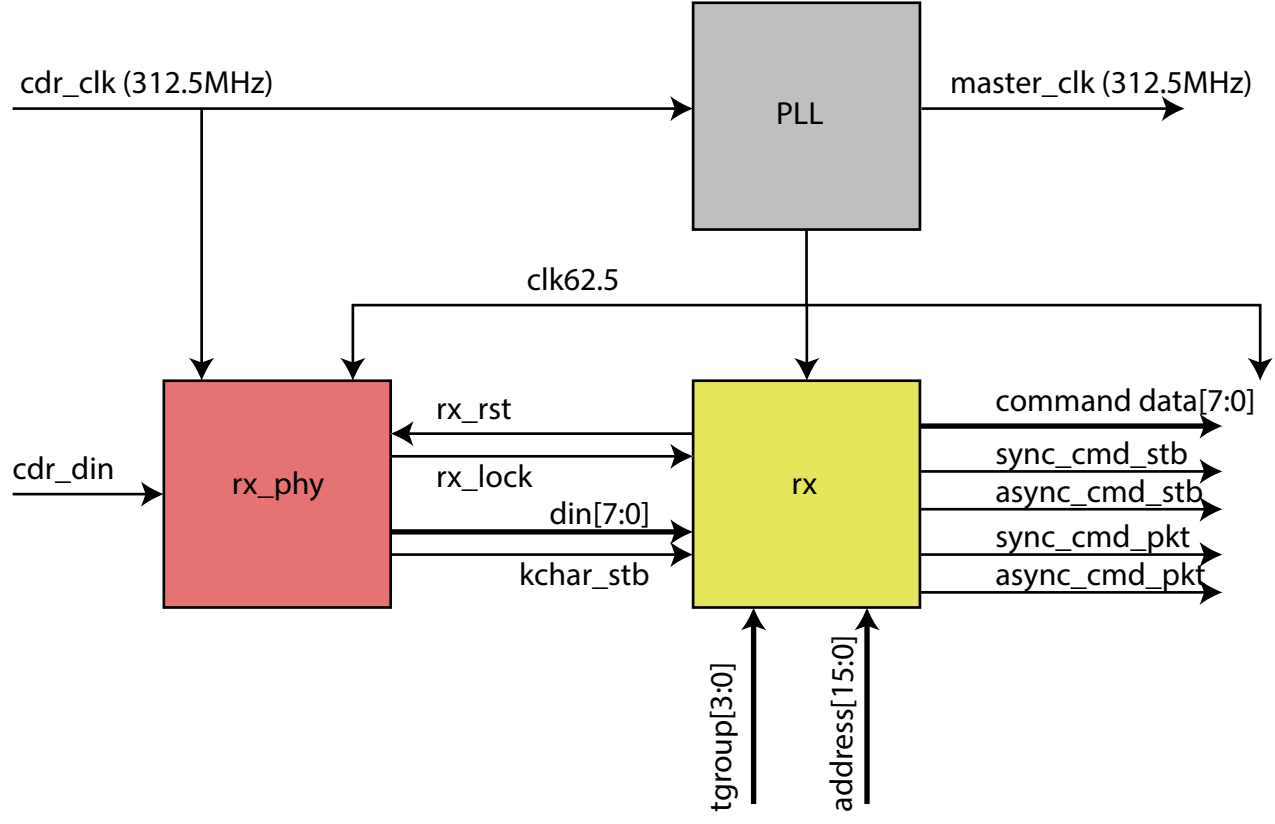 cdr_clk (312.5MHz)
PLL
master_clk (312.5MHz)
clk62.5
cdr_din
rx_phy
rx_rst
rx_lock
din[7:0]
kchar_stb
rx
command data[7:0]
sync_cmd_stb
async_cmd_stb
sync_cmd_pkt
async_cmd_pkt
tgroup[3:0]
address[15:0]